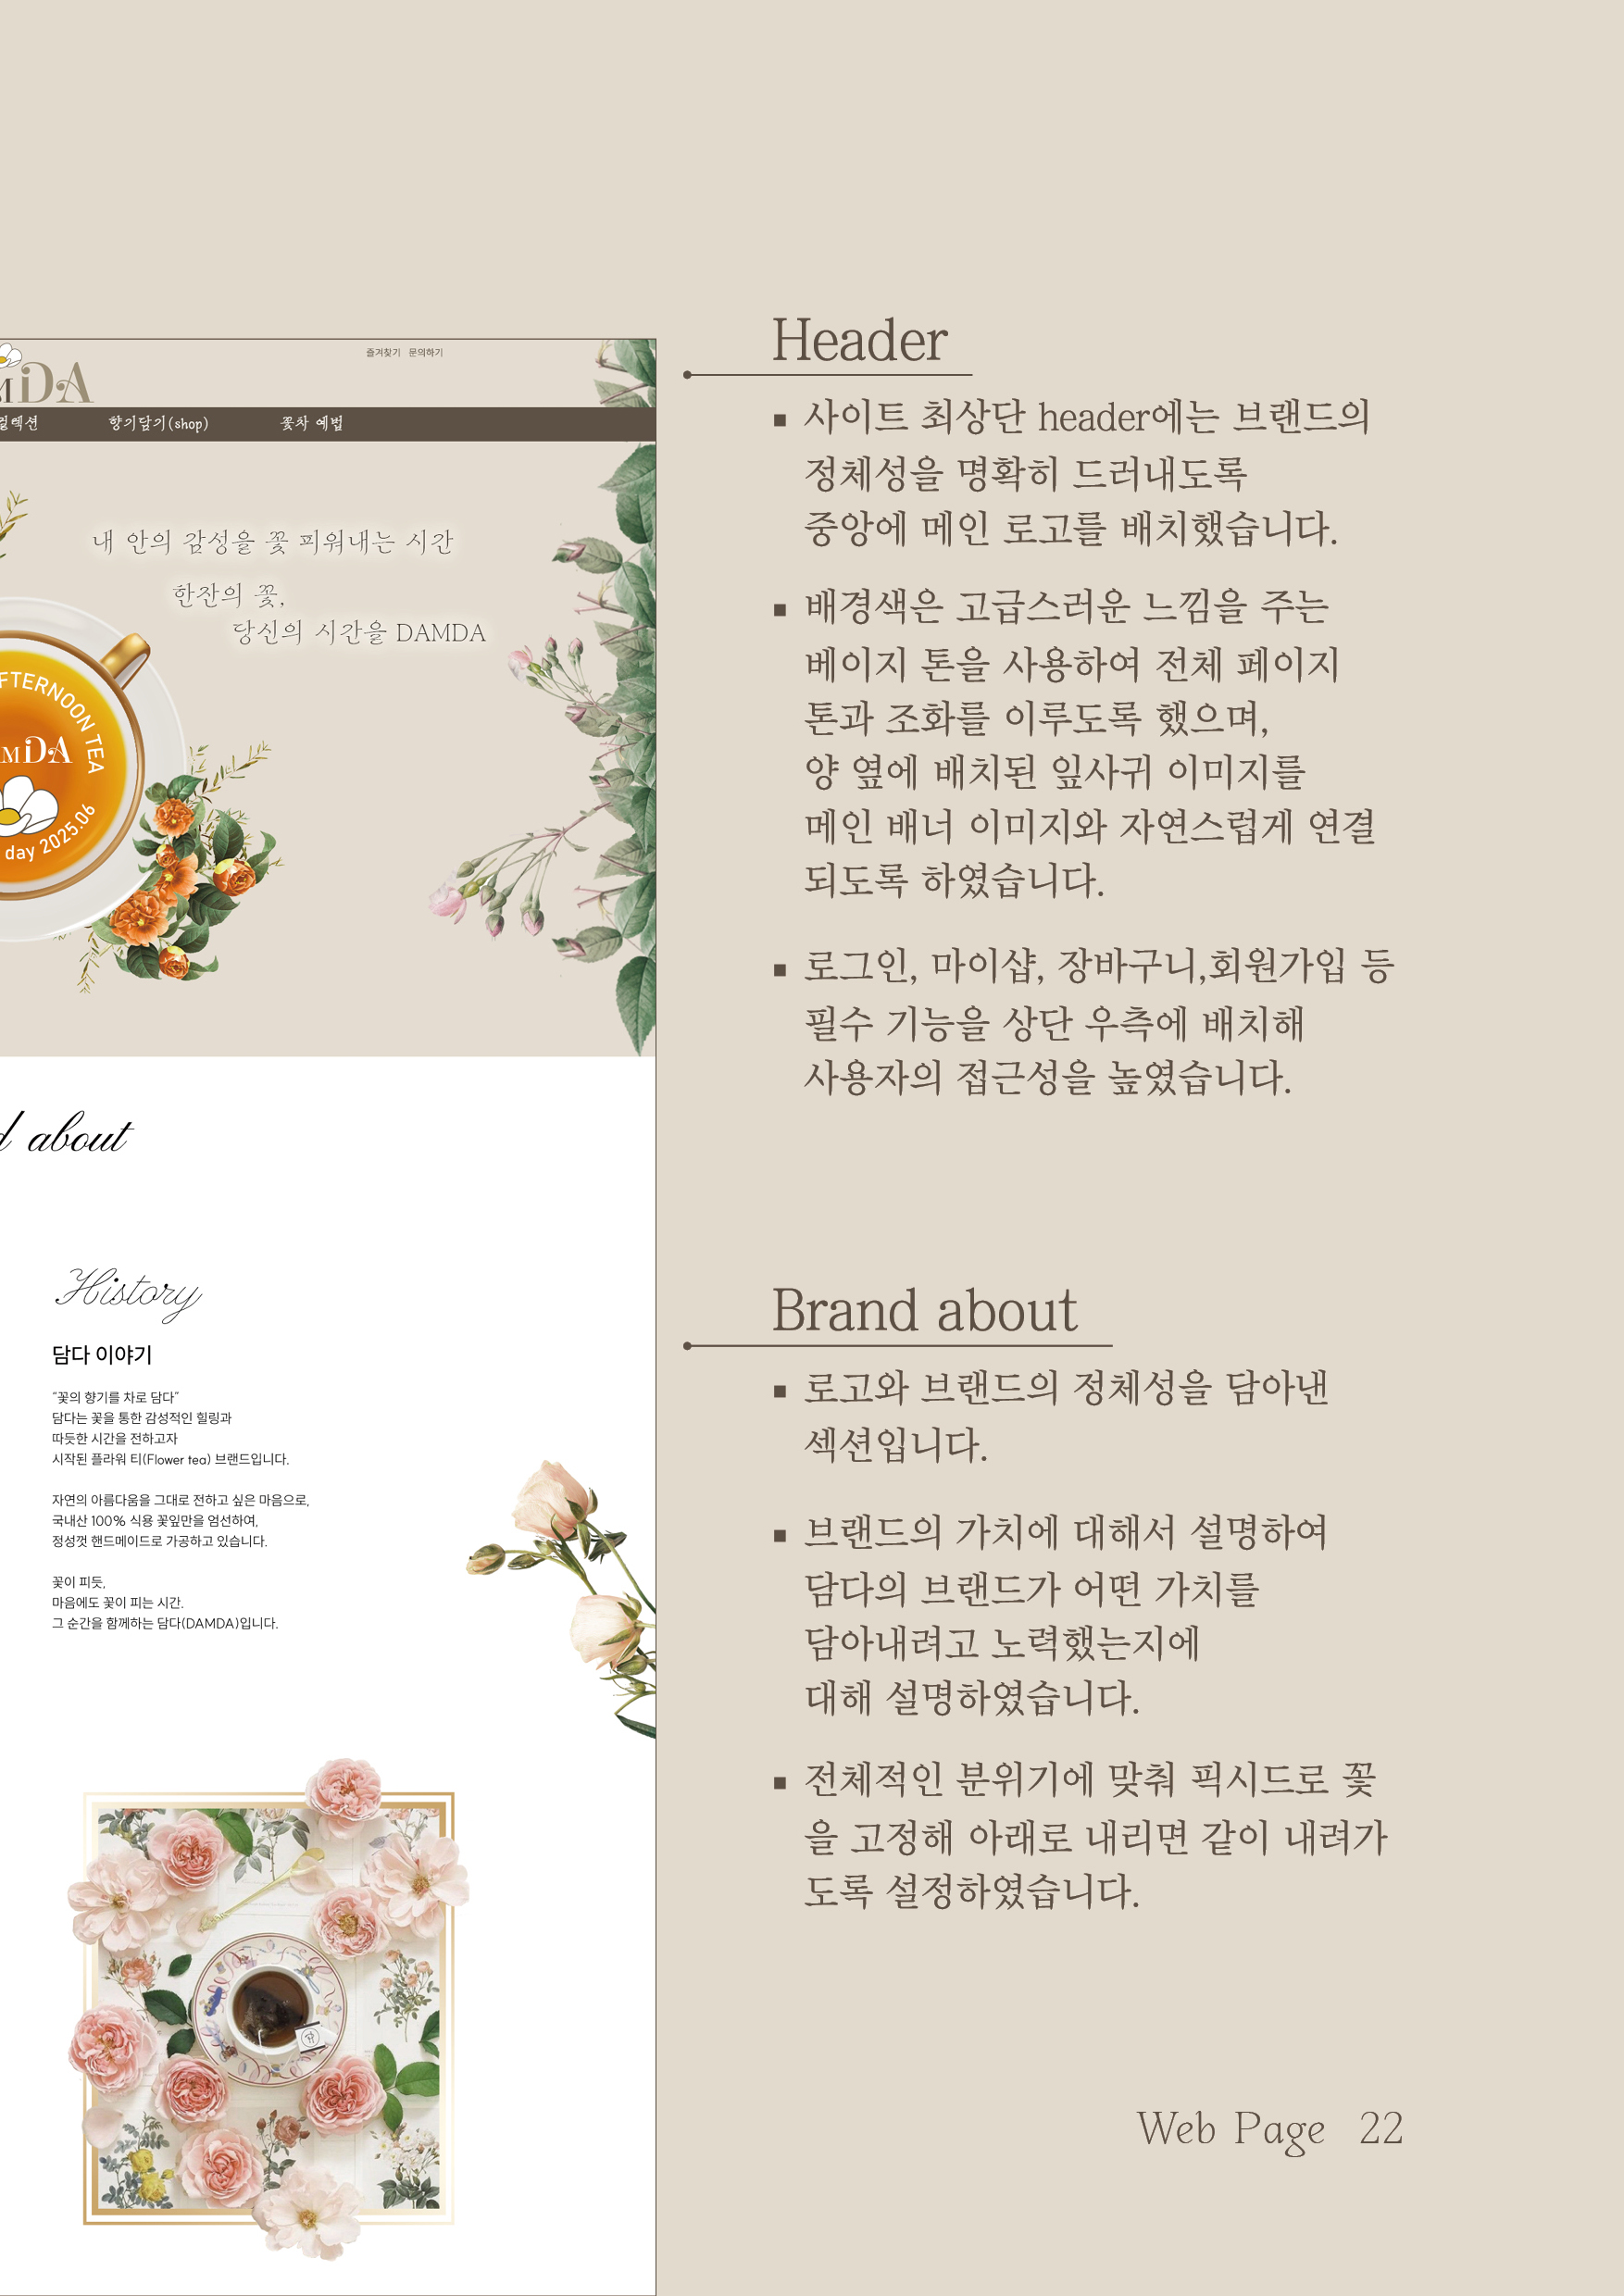 DA
즐겨찾기 문의하기
컬렉션 향기담기(shop) 꽃차 예법
내 안의 감성을 꽃 피워내는 시간
한잔의 꽃,
당신의 시간을 DAMDA
FTERNOON TEA
MDA
day 2025.06
d about
History
담다 이야기
“꽃의 향기를 차로 담다”
담다는 꽃을 통한 감성적인 힐링과
따듯한 시간을 전하고자
시작된 플라워 티(Flower tea) 브랜드입니다.
자연의 아름다움을 그대로 전하고 싶은 마음으로,
국내산 100% 식용 꽃잎만을 엄선하여,
정성껏 핸드메이드로 가공하고 있습니다.
꽃이 피듯,
마음에도 꽃이 피는 시간.
그 순간을 함께하는 담다(DAMDA)입니다.
Header
▪ 사이트 최상단 header에는 브랜드의
정체성을 명확히 드러내도록
중앙에 메인 로고를 배치했습니다.
▪ 배경색은 고급스러운 느낌을 주는
베이지 톤을 사용하여 전체 페이지
톤과 조화를 이루도록 했으며,
양 옆에 배치된 잎사귀 이미지를
메인 배너 이미지와 자연스럽게 연결
되도록 하였습니다.
▪ 로그인, 마이샵, 장바구니,회원가입 등
필수 기능을 상단 우측에 배치해
사용자의 접근성을 높였습니다.
Brand about
▪ 로고와 브랜드의 정체성을 담아낸
섹션입니다.
▪ 브랜드의 가치에 대해서 설명하여
담다의 브랜드가 어떤 가치를
담아내려고 노력했는지에
대해 설명하였습니다.
▪ 전체적인 분위기에 맞춰 픽시드로 꽃
을 고정해 아래로 내리면 같이 내려가
도록 설정하였습니다.
Web Page 22